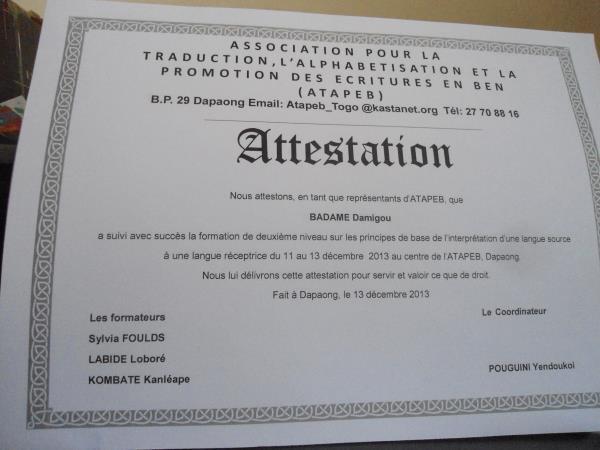 ASSOCIATION POUR LA
TRADUCTION,L'ALPHABETISATION ET LA
PROMOTION DES ECRITURES EN BEN
(ATAPEB)
B.P. 29 Dapaong Email: Atapeb_Togo @kastanet.org Tél: 27 70 88 16
Attestation
Nous attestons, en tant que représentants d'ATAPEB, que
BADAME Damigou
a suivi avec succès la formation de deuxième niveau sur les principes de base de l'interprétation d'une langue source
à une langue réceptrice du 11 au 13 décembre 2013 au centre de l'ATAPEB, Dapaong.
Nous lui délivrons cette attestation pour servir et valoir ce que de droit.
Fait à Dapaong, le 13 décembre 2013
Les formateurs
Sylvia FOULDS
LABIDE Loboré
KOMBATE Kanléape
Le Coordinateur
POUGUINI Yendoukoi